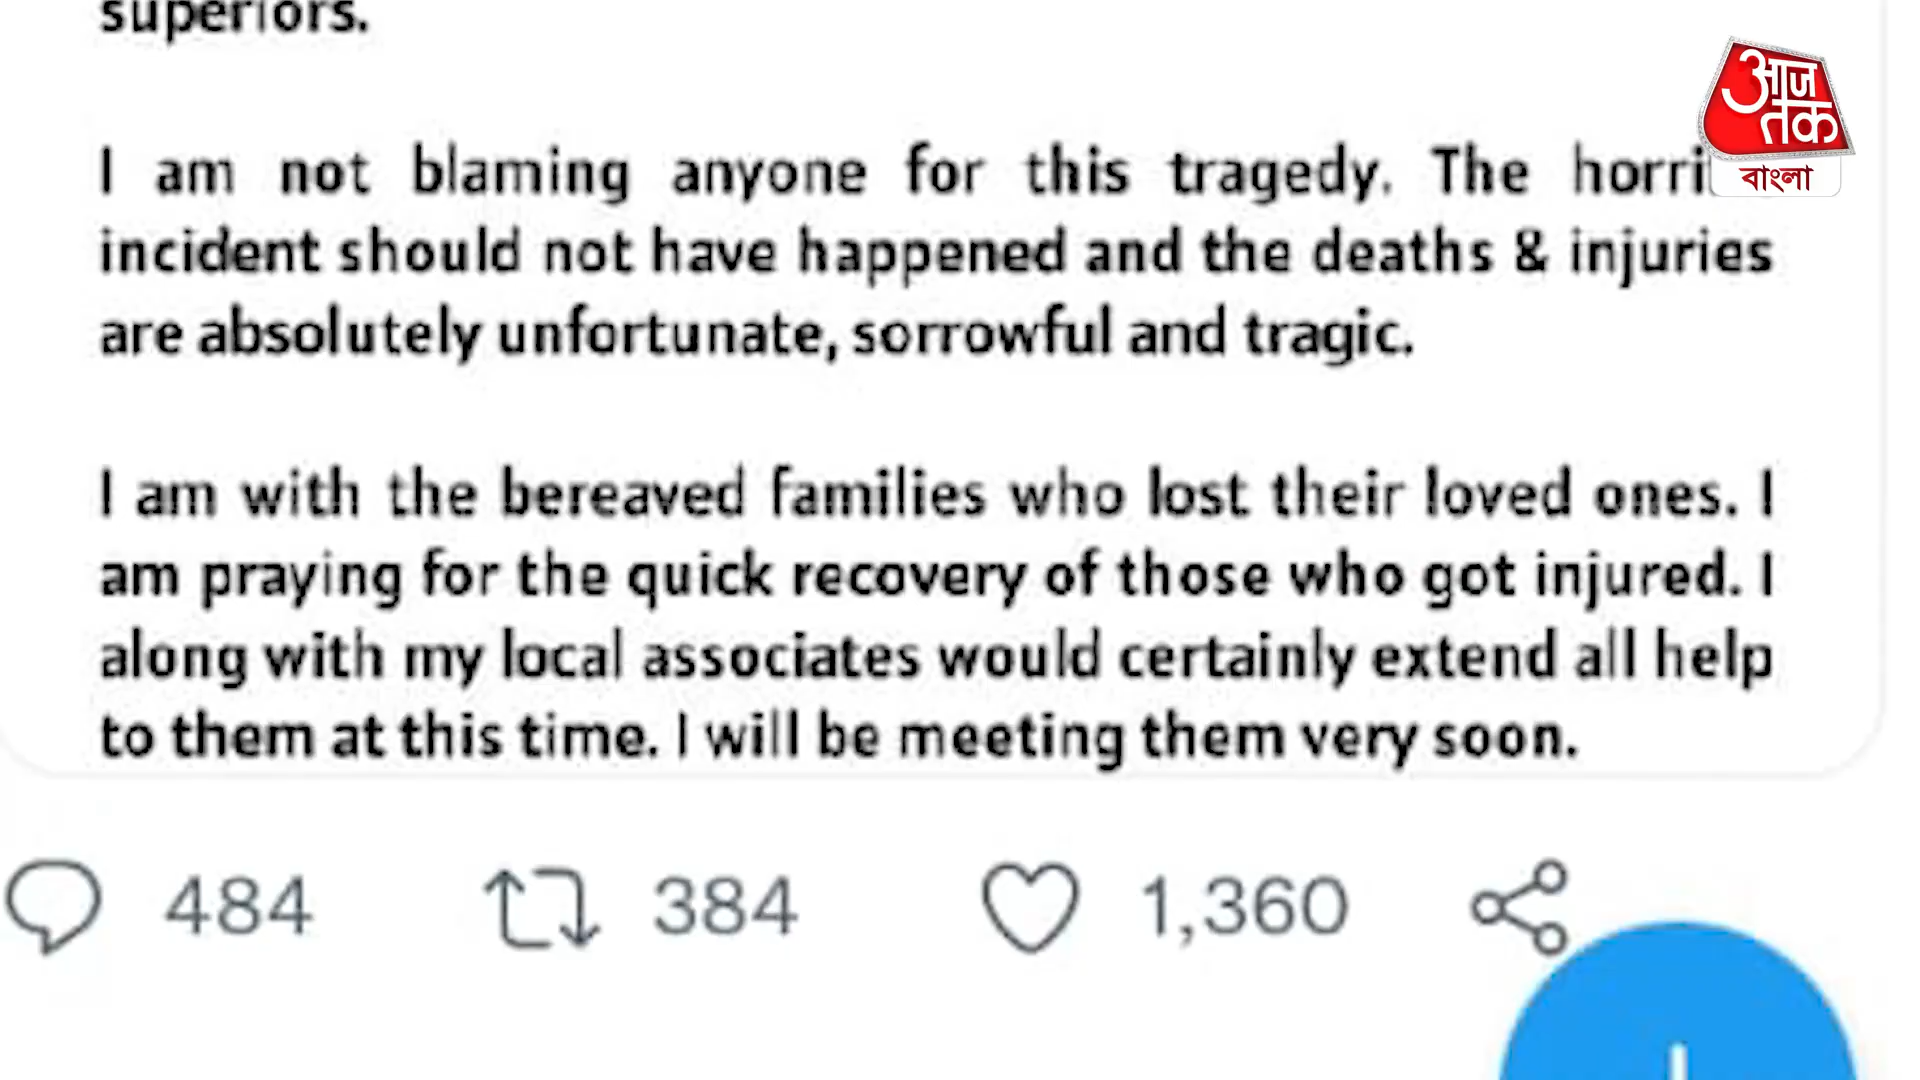 superiors.
I am not blaming anyone for this tragedy. The
incident should not have happened and the deaths & injuries
are absolutely unfortunate, sorrowful and tragic.
I am with the bereaved families who lost their loved ones. I
am praying for the quick recovery of those who got injured. I
along with my local associates would certainly extend all help
to them at this time. I will be meeting them very soon.
484 384 1,360
आज
तक
বাংলা